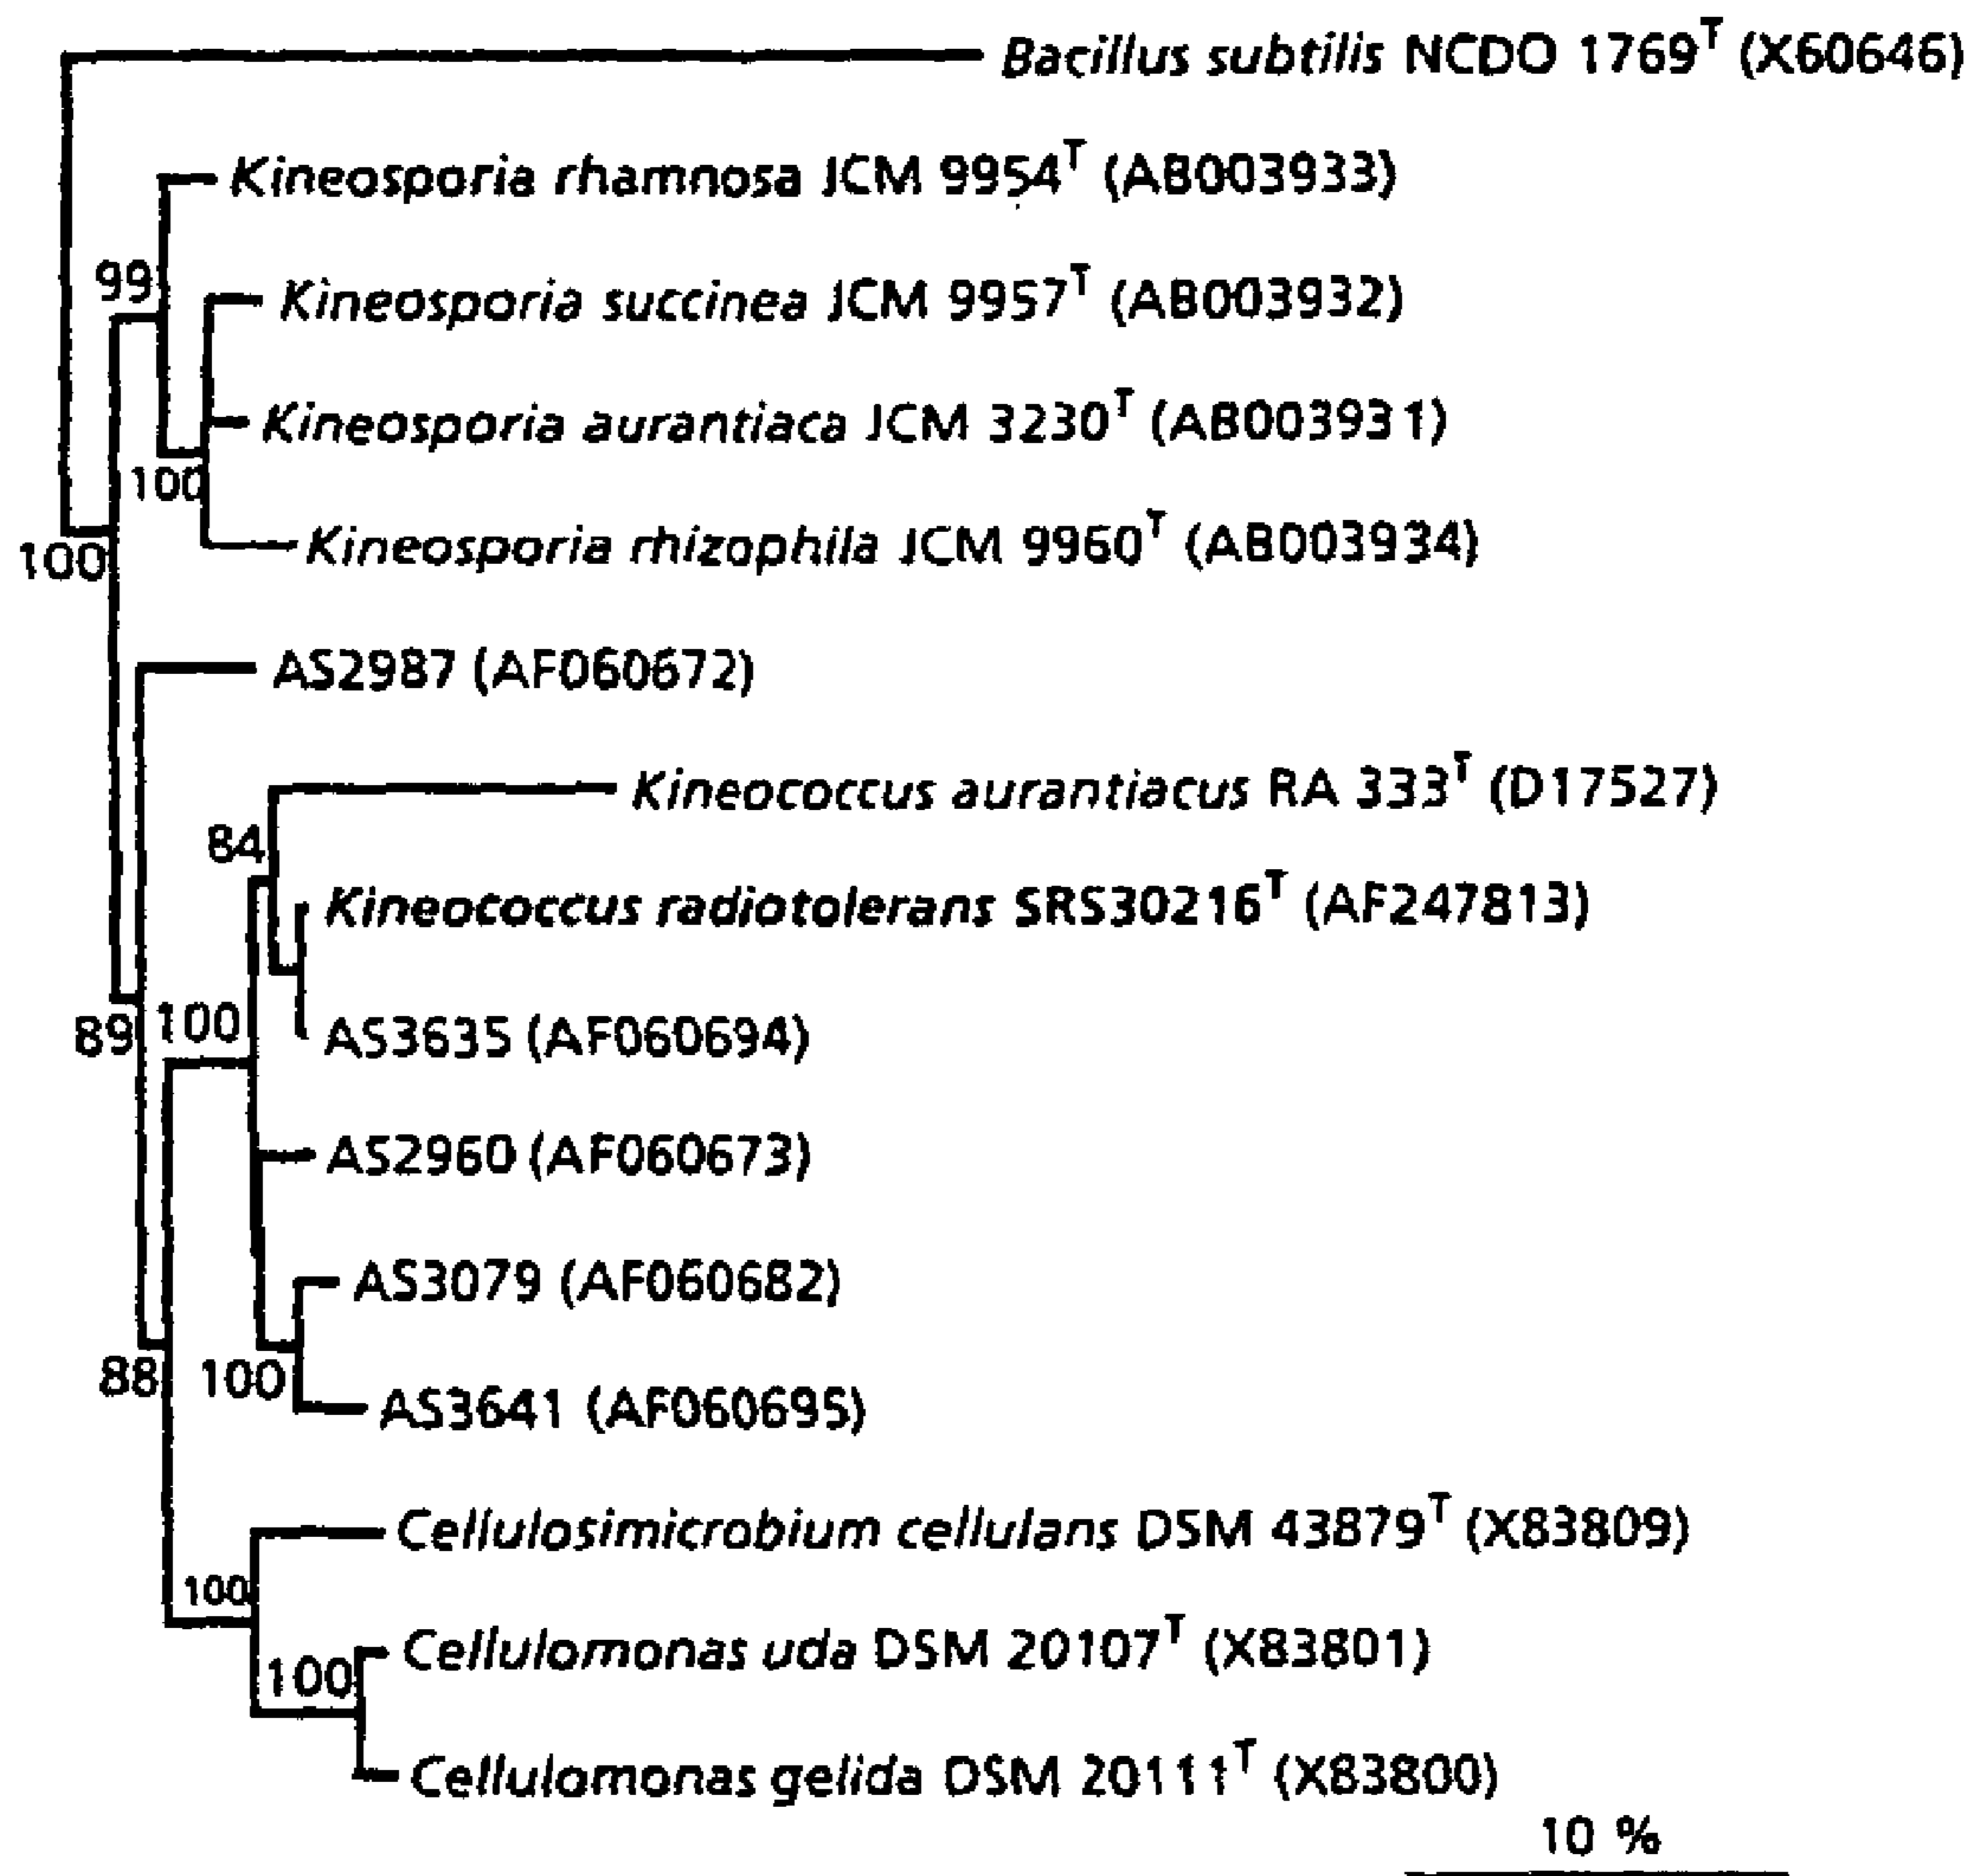 Bacillus subtilis NCDO 1769T (X60646)
Kineosporia rhamnosa JCM 9954T (AB003933)
99
Kineosporia succinea JCM 9957T (AB003932)
Kineosporia aurantiaca JCM 3230T (AB003931)
100
Kineosporia rhizophila JCM 9960T (AB003934)
100
AS2987 (AF060672)
Kineococcus aurantiacus RA 333T (D17527)
84
Kineococcus radiotolerans SRS30216T (AF247813)
89 100
AS3635 (AF060694)
AS2960 (AF060673)
AS3079 (AF060682)
88 100
AS3641 (AF060695)
Cellulosimicrobium cellulans DSM 43879T (X83809)
100
Cellulomonas uda DSM 20107T (X83801)
100
Cellulomonas gelida DSM 20111T (X83800)
10 %